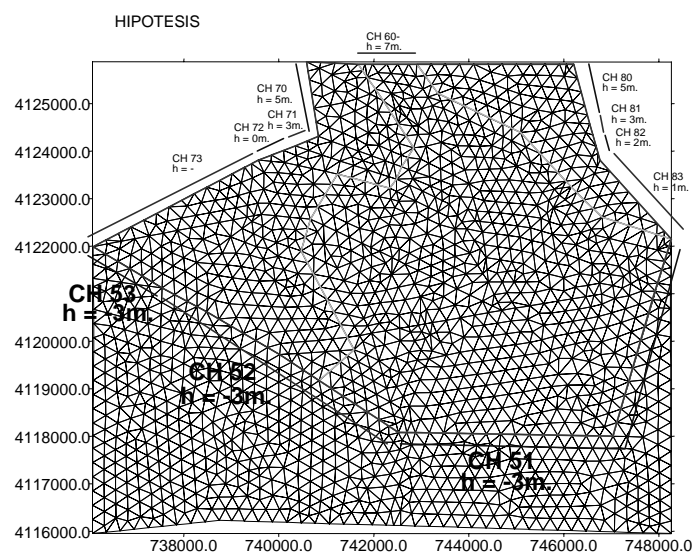 HIPOTESIS
CH 60-
h = 7m.
CH 70
h = 5m.
CH 71
h = 3m.
CH 72
h = 0m.
CH 73
h = -
CH 80
h = 5m.
CH 81
h = 3m.
CH 82
h = 2m.
CH 83
h = 1m.
CH 53
h = -3m.
CH 52
h = -3m.
CH 51
h = -3m.
4125000.0
4124000.0
4123000.0
4122000.0
4120000.0
4119000.0
4118000.0
4117000.0
4116000.0
738000.0 740000.0 742000.0 744000.0 746000.0 748000.0